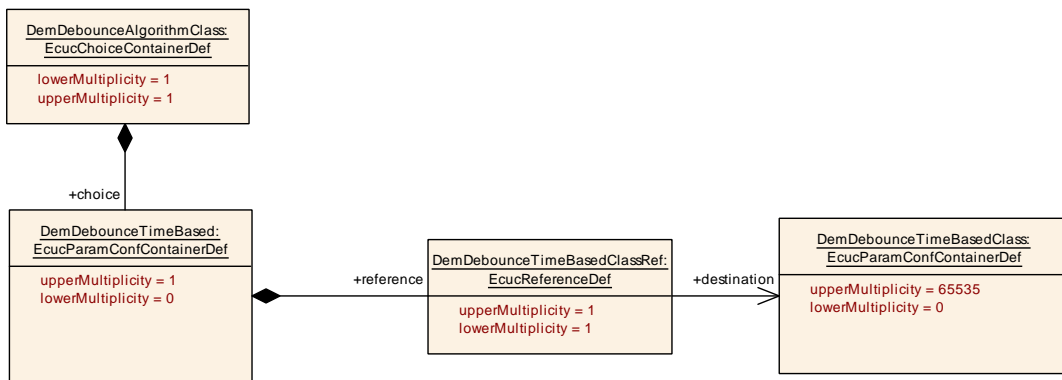 DemDebounceAlgorithmClass:
EcucChoiceContainerDef
lowerMultiplicity = 1
upperMultiplicity = 1
+choice
DemDebounceTimeBased:
EcucParamConfContainerDef
upperMultiplicity = 1
lowerMultiplicity = 0
+reference
DemDebounceTimeBasedClassRef:
EcucReferenceDef
upperMultiplicity = 1
lowerMultiplicity = 1
+destination
DemDebounceTimeBasedClass:
EcucParamConfContainerDef
upperMultiplicity = 65535
lowerMultiplicity = 0